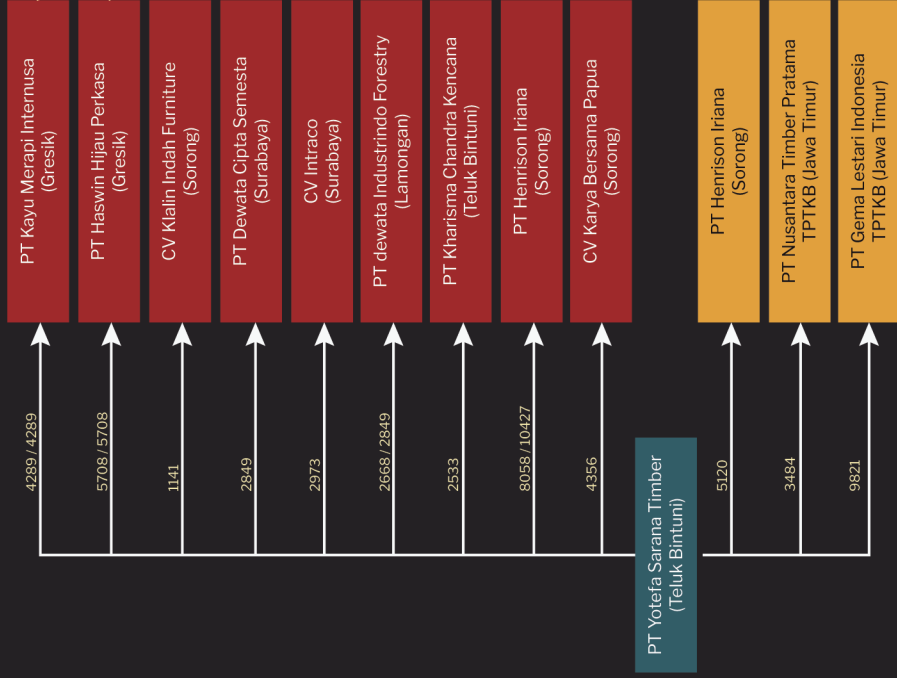 PT Kayu Merapi Internusa
(Gresik)
PT Haswin Hijau Perkasa
(Gresik)
CV Klalin Indah Furniture
(Sorong)
PT Dewata Cipta Semesta
(Surabaya)
CV Intraco
(Surabaya)
PT dewata Industrindo Forestry
(Lamongan)
PT Kharisma Chandra Kencana
(Teluk Bintuni)
PT Henrison Iriana
(Sorong)
CV Karya Bersama Papua
(Sorong)
PT Henrison Iriana
(Sorong)
PT Nusantara Timber Pratama
TPTKB (Jawa Timur)
PT Gema Lestari Indonesia
TPTKB (Jawa Timur)
4289 / 4289
5708 / 5708
1141
2849
2973
2668 / 2849
2533
8058 / 10427
4356
5120
3484
9821
PT Yotefa Sarana Timber
(Teluk Bintuni)